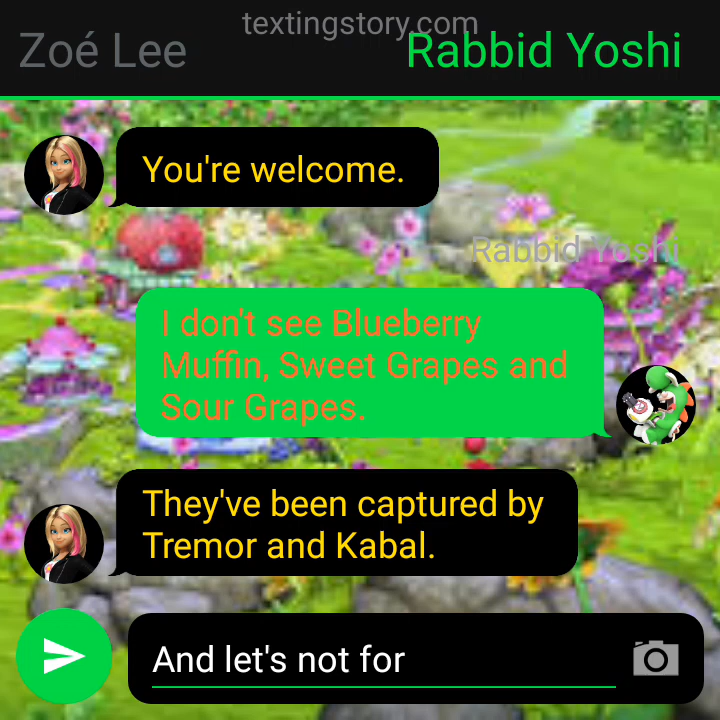 textingstory.com
Zoé Lee
Rabbid Yoshi
You're welcome.
Rabbid Yoshi
I don't see Blueberry
Muffin, Sweet Grapes and
Sour Grapes.
They've been captured by
Tremor and Kabal.
And let's not for